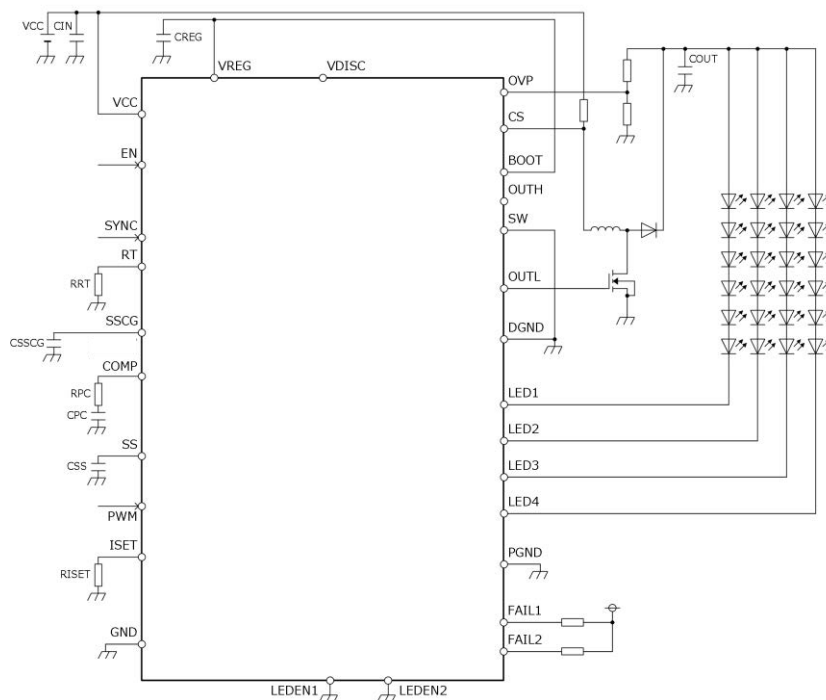 VCC CIN
CREG
VREG
VDISC
COUT
OVP
VCC
CS
EN
BOOT
OUTH
SYNC
SW
RT
RRT
OUTL
SSCG
CSSCG
DGND
COMP
RPC
LED1
CPC
SS
LED2
CSS
LED3
LED4
PWM
ISET
PGND
RISET
FAIL1
GND
FAIL2
LEDEN1
LEDEN2